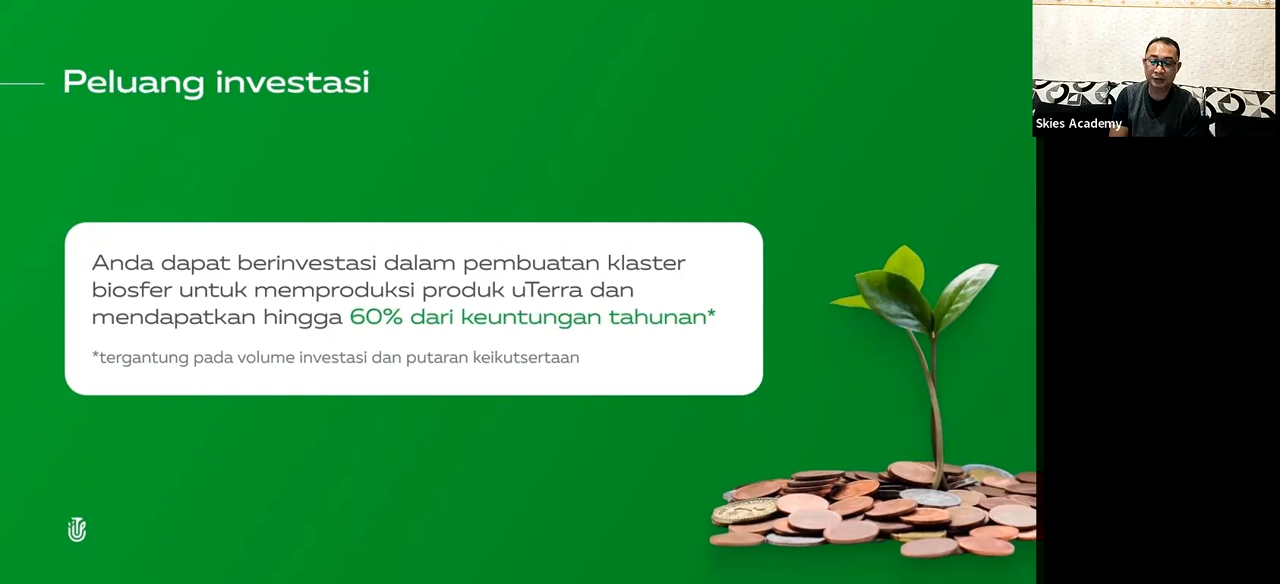 Peluang investasi
Anda dapat berinvestasi dalam pembuatan klaster
biosfer untuk memproduksi produk uTerra dan
mendapatkan hingga 60% dari keuntungan tahunan*
*tergantung pada volume investasi dan putaran keikutsertaan
Skies Academy